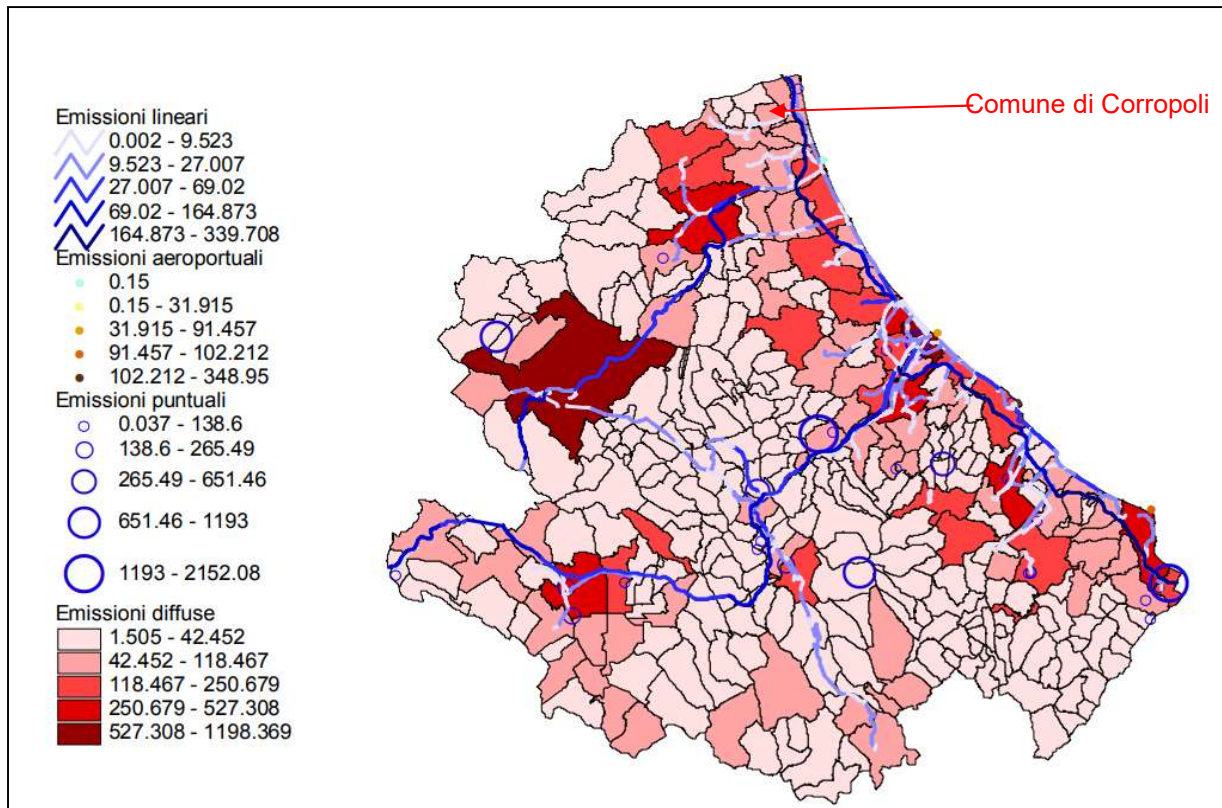 Comune di Corropoli
Emissioni lineari
0.002 - 9.523
9.523 - 27.007
27.007 - 69.02
69.02 - 164.873
164.873 - 339.708
Emissioni aeroportuali
0.15
0.15 - 31.915
31.915 - 91.457
91.457 - 102.212
102.212 - 348.95
Emissioni puntuali
0.037 - 138.6
138.6 - 265.49
265.49 - 651.46
651.46 - 1193
1193 - 2152.08
Emissioni diffuse
1.505 - 42.452
42.452 - 118.467
118.467 - 250.679
250.679 - 527.308
527.308 - 1198.369